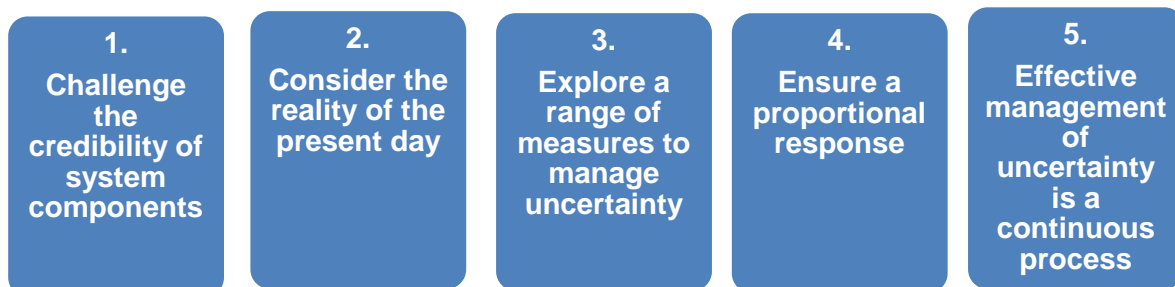 1.
Challenge
the
credibility of
system
components
2.
Consider the
reality of the
present day
3.
Explore a
range of
measures to
manage
uncertainty
4.
Ensure a
proportional
response
5.
Effective
management
of
uncertainty
is a
continuous
process